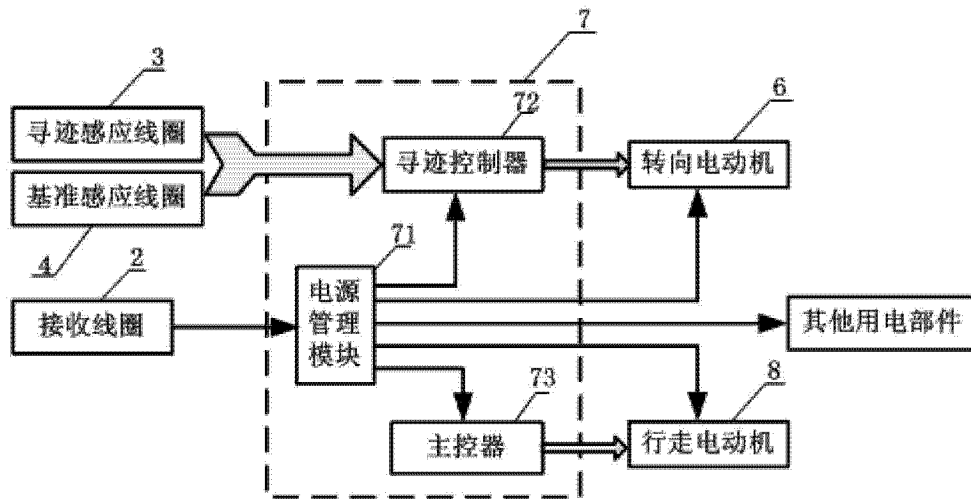 3
寻迹感应线圈
基准感应线圈
4
2
接收线圈
7
72
寻迹控制器
71
电源
管理
模块
73
主控器
6
转向电动机
其他用电部件
8
行走电动机